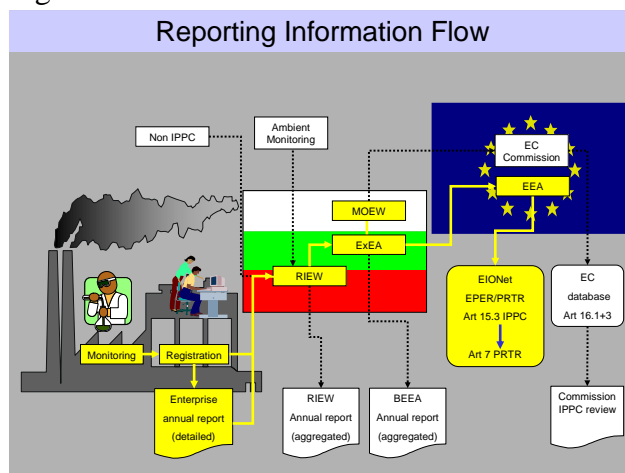 Reporting Information Flow
Non IPPC
Ambient
Monitoring
EC
Commission
EEA
MOEW
ExEA
RIEW
EIONet
EPER/PRTR
Art 15.3 IPPC
Art 7 PRTR
EC
database
Art 16.1+3
Monitoring
Registration
Enterprise
annual report
(detailed)
RIEW
Annual report
(aggregated)
BEEA
Annual report
(aggregated)
Commission
IPPC review